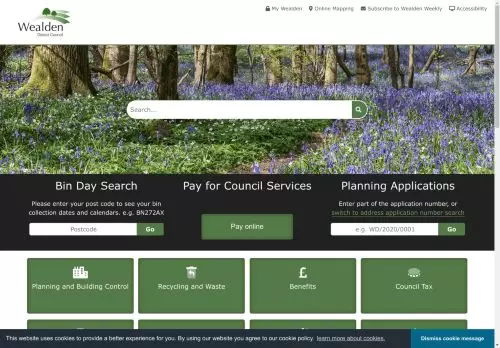 My Wealden Online Mapping Subscribe to Wealden Weekly Accessibility
Wealden
District Council
Search...
Bin Day Search
Please enter your post code to see your bin
collection dates and calendars. e.g. BN272AX
Postcode Go
Pay for Council Services
Pay online
Planning Applications
Enter part of the application number, or
switch to address application number search
e.g. WD/2020/0001 Go
Planning and Building Control
Recycling and Waste
£
Benefits
Council Tax
This website uses cookies to provide a better experience for you. By using our website you agree to our cookie policy. learn more about cookies.
Dismiss cookie message